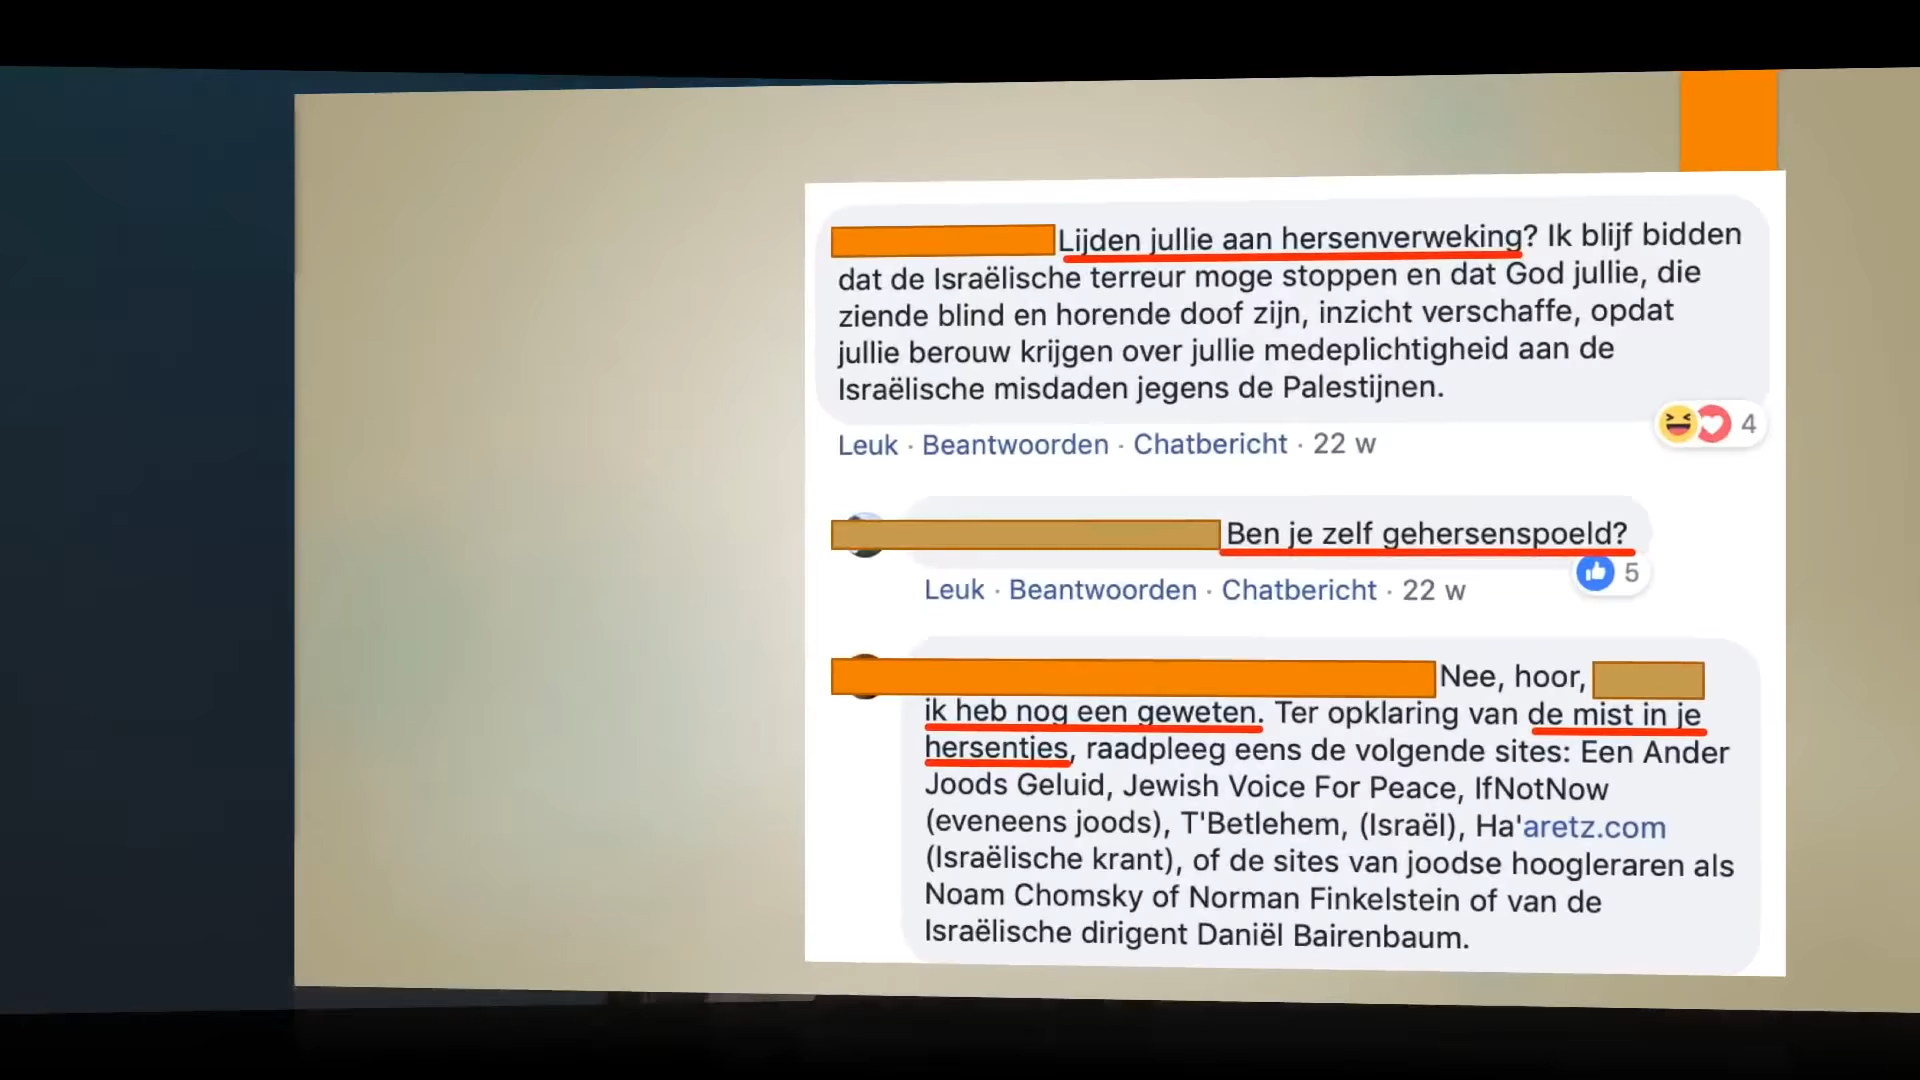 Lijden jullie aan hersenverweking? Ik blijf bidden
dat de Israëlische terreur moge stoppen en dat God jullie, die
ziende blind en horende doof zijn, inzicht verschaffe, opdat
jullie berouw krijgen over jullie medeplichtigheid aan de
Israëlische misdaden jegens de Palestijnen.
4
Leuk · Beantwoorden · Chatbericht · 22 w
Ben je zelf gehersenspoeld?
5
Leuk · Beantwoorden · Chatbericht · 22 w
Nee, hoor,
ik heb nog een geweten. Ter opklaring van de mist in je
hersentjes, raadpleeg eens de volgende sites: Een Ander
Joods Geluid, Jewish Voice For Peace, IfNotNow
(eveneens joods), T'Betlehem, (Israël), Ha'aretz.com
(Israëlische krant), of de sites van joodse hoogleraren als
Noam Chomsky of Norman Finkelstein of van de
Israëlische dirigent Daniël Bairenbaum.